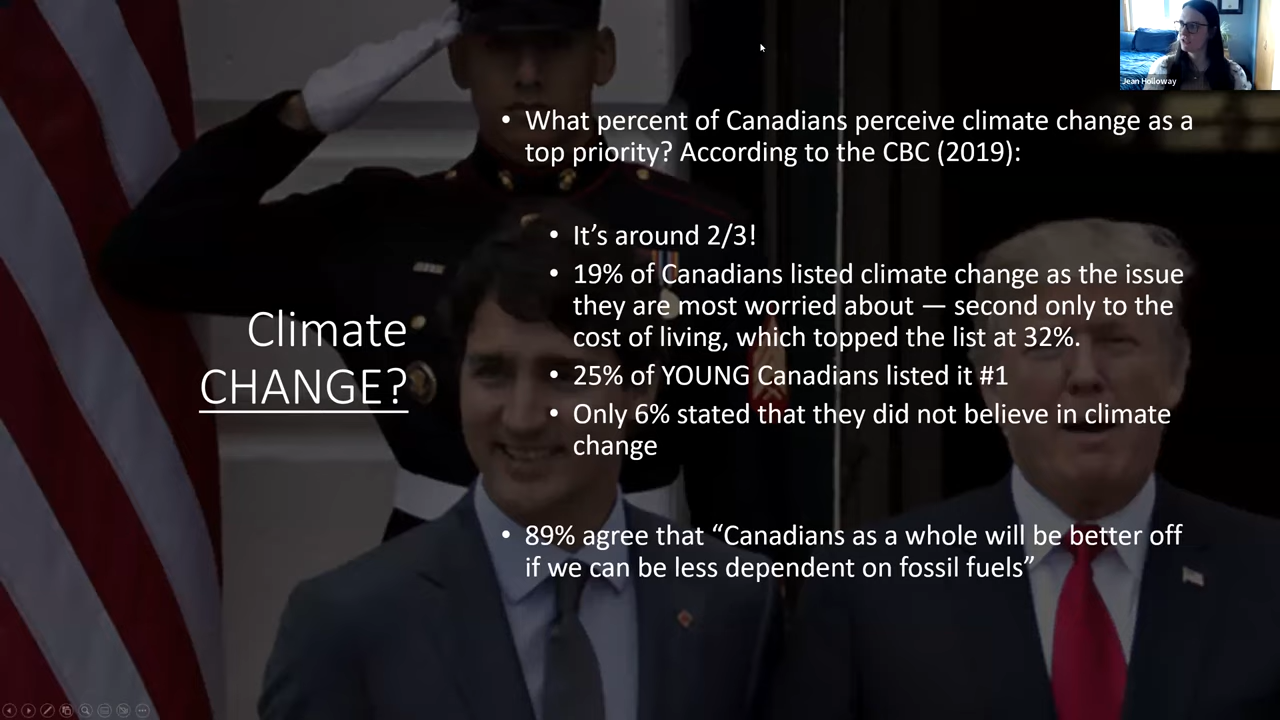 Jean Holloway
• What percent of Canadians perceive climate change as a
top priority? According to the CBC (2019):
• It’s around 2/3!
• 19% of Canadians listed climate change as the issue
they are most worried about — second only to the
cost of living, which topped the list at 32%.
• 25% of YOUNG Canadians listed it #1
• Only 6% stated that they did not believe in climate
change
Climate
CHANGE?
• 89% agree that “Canadians as a whole will be better off
if we can be less dependent on fossil fuels”